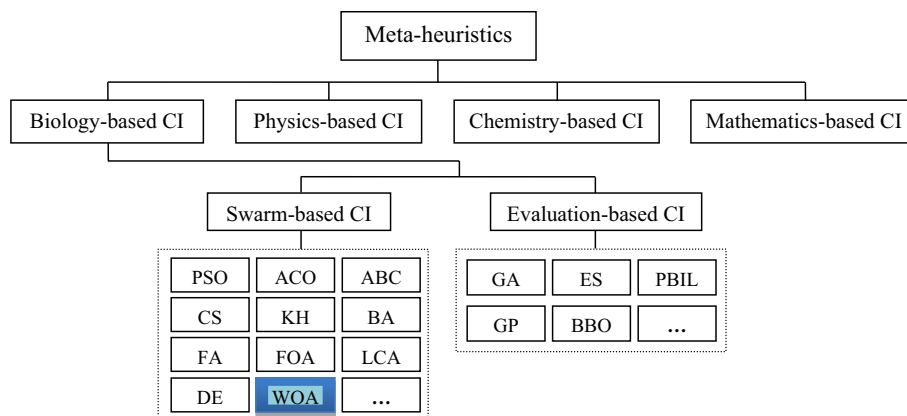 Meta-heuristics
Biology-based CI Physics-based CI Chemistry-based CI Mathematics-based CI
Swarm-based CI Evaluation-based CI
PSO ACO ABC
CS KH BA
FA FOA LCA
DE WOA ...
GA ES PBIL
GP BBO ...